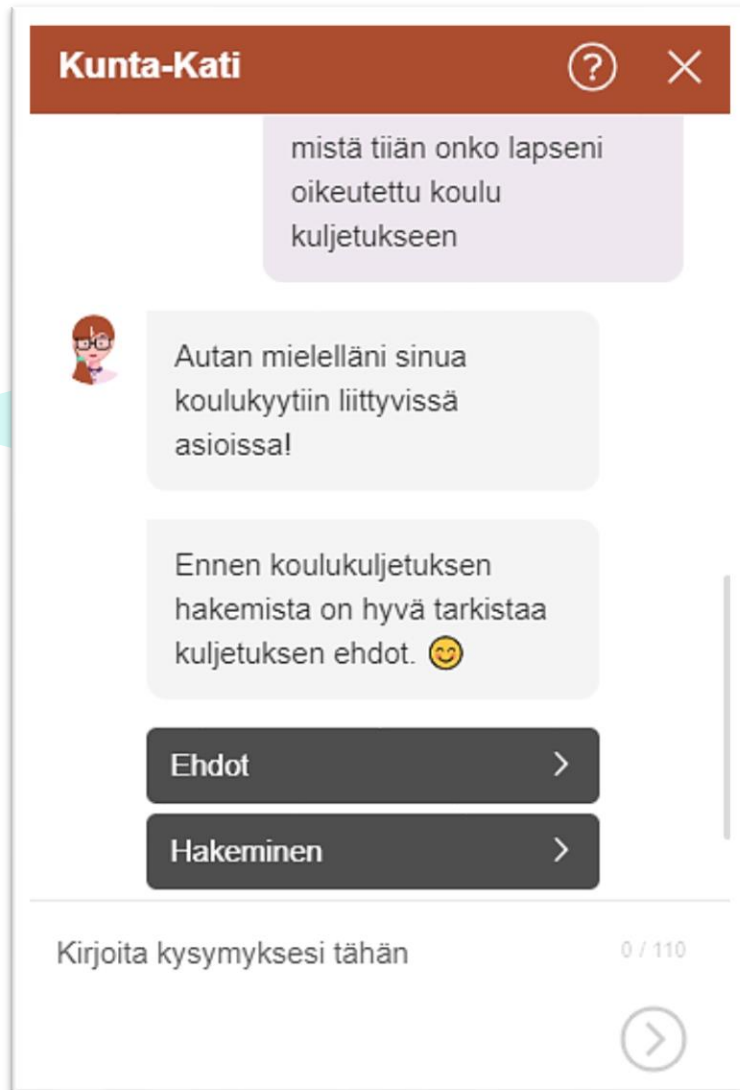 Kunta-Kati
?
mistä tiiän onko lapseni
oikeutettu koulu
kuljetukseen
Autan mielelläni sinua
koulukyytiin liittyvissä
asioissa!
Ennen koulukuljetuksen
hakemista on hyvä tarkistaa
kuljetuksen ehdot. 😊
Ehdot
Hakeminen
Kirjoita kysymyksesi tähän
0 / 110